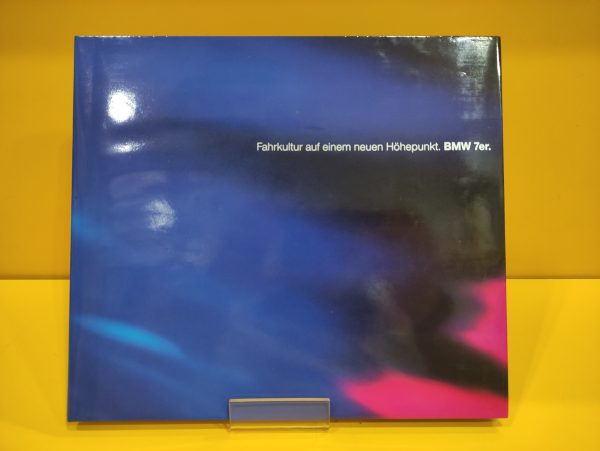 Fahrkultur auf einem neuen Höhepunkt. BMW 7er.